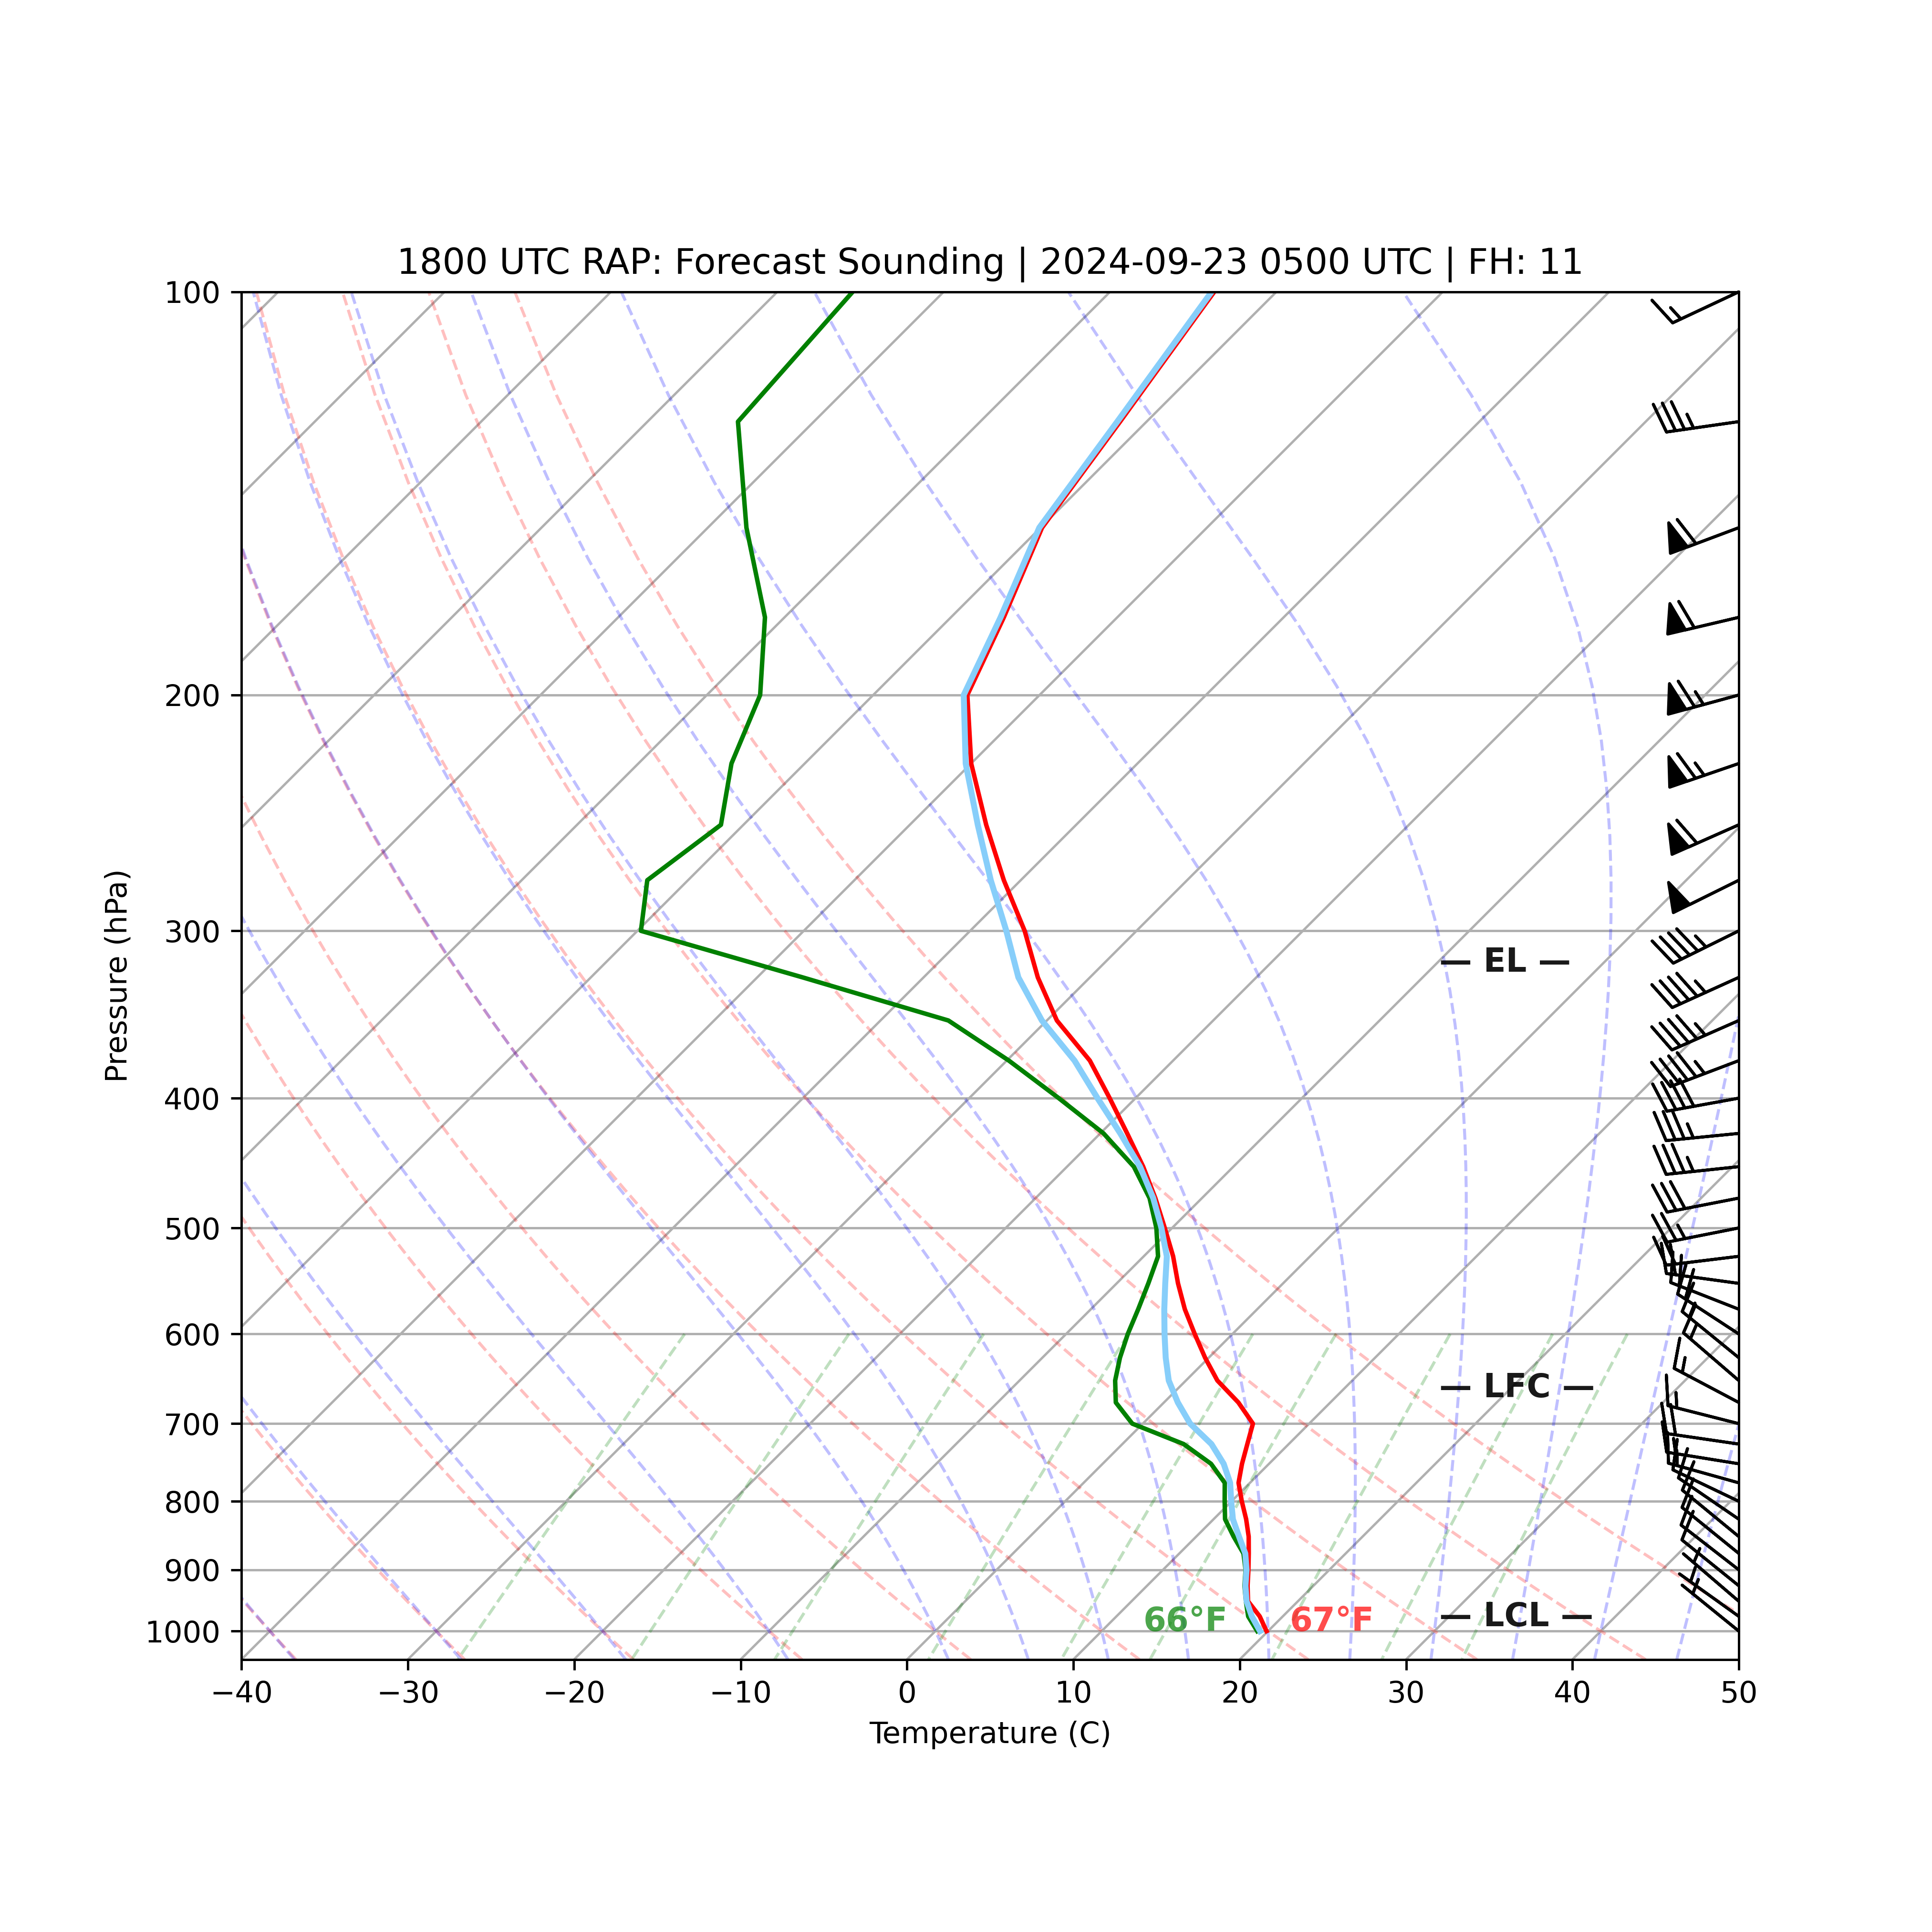 1800 UTC RAP: Forecast Sounding | 2024-09-23 0500 UTC | FH: 11
100
200
300
— EL —
400
500
600
— LFC —
700
800
900
66°F 67°F — LCL —
1000
Pressure (hPa)
−40 −30 −20 −10 0 10 20 30 40 50
Temperature (C)